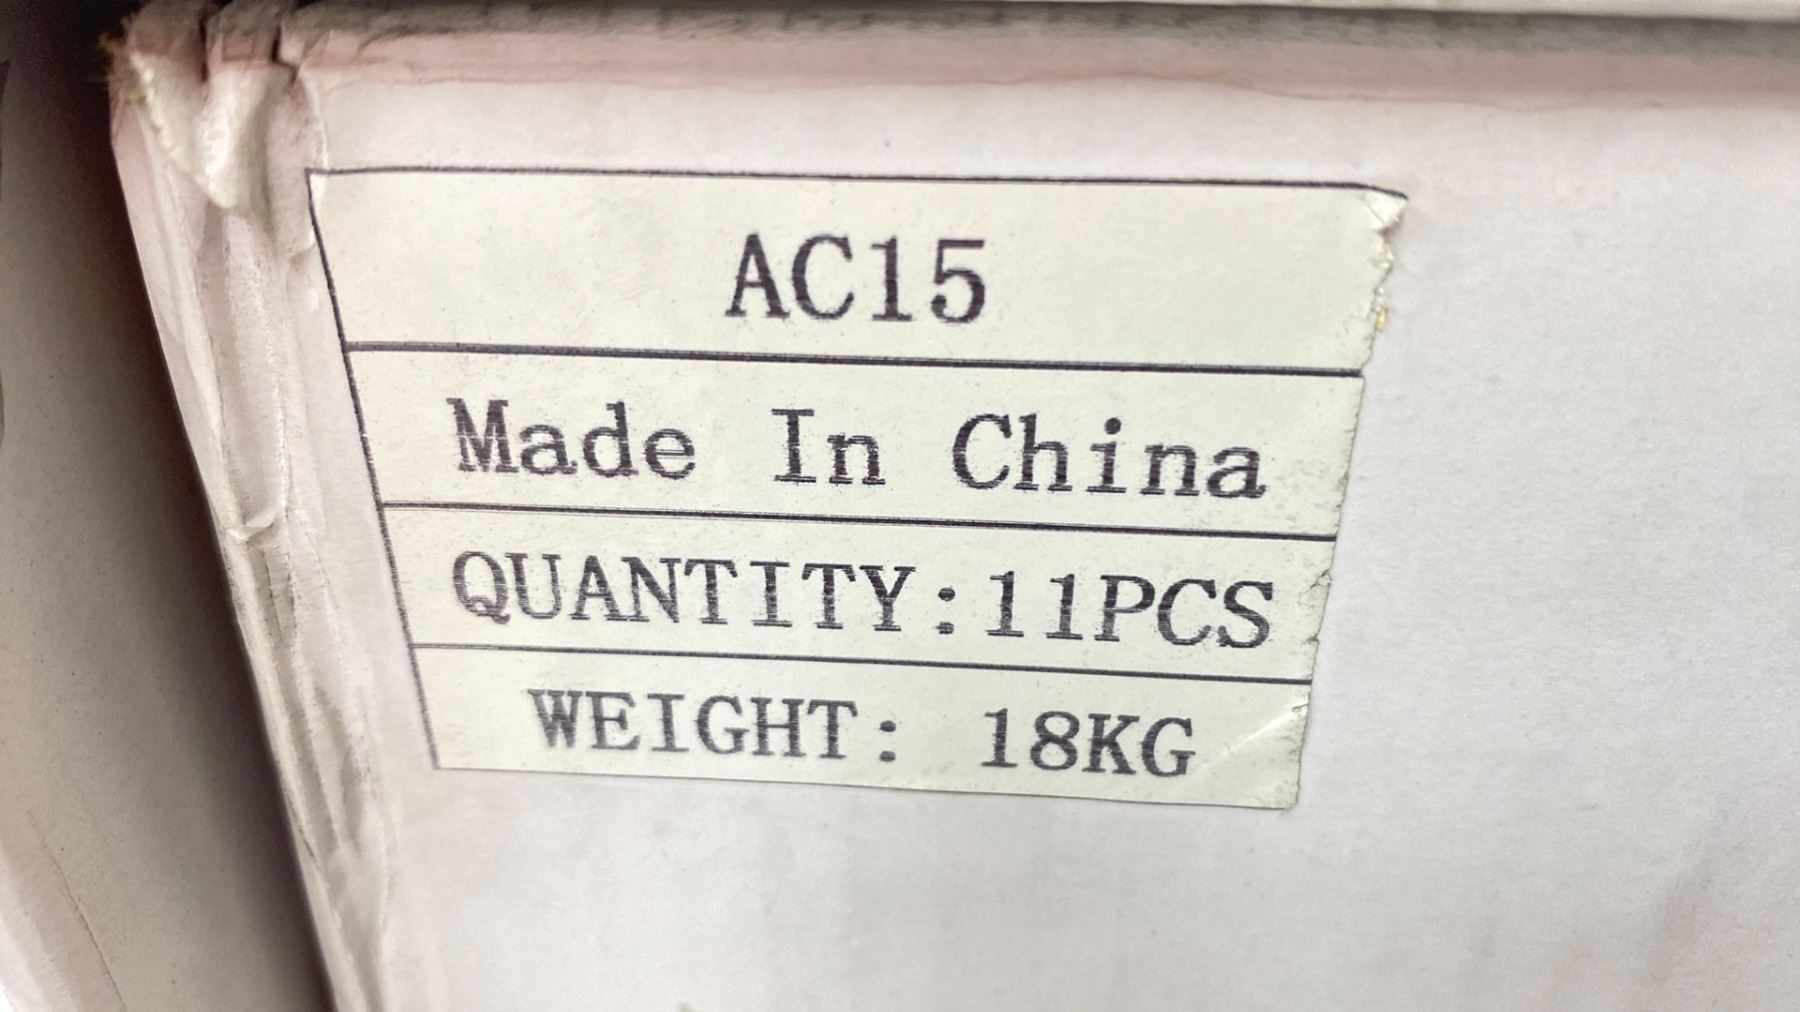 AC15
Made In China
QUANTITY:11PCS
WEIGHT: 18KG